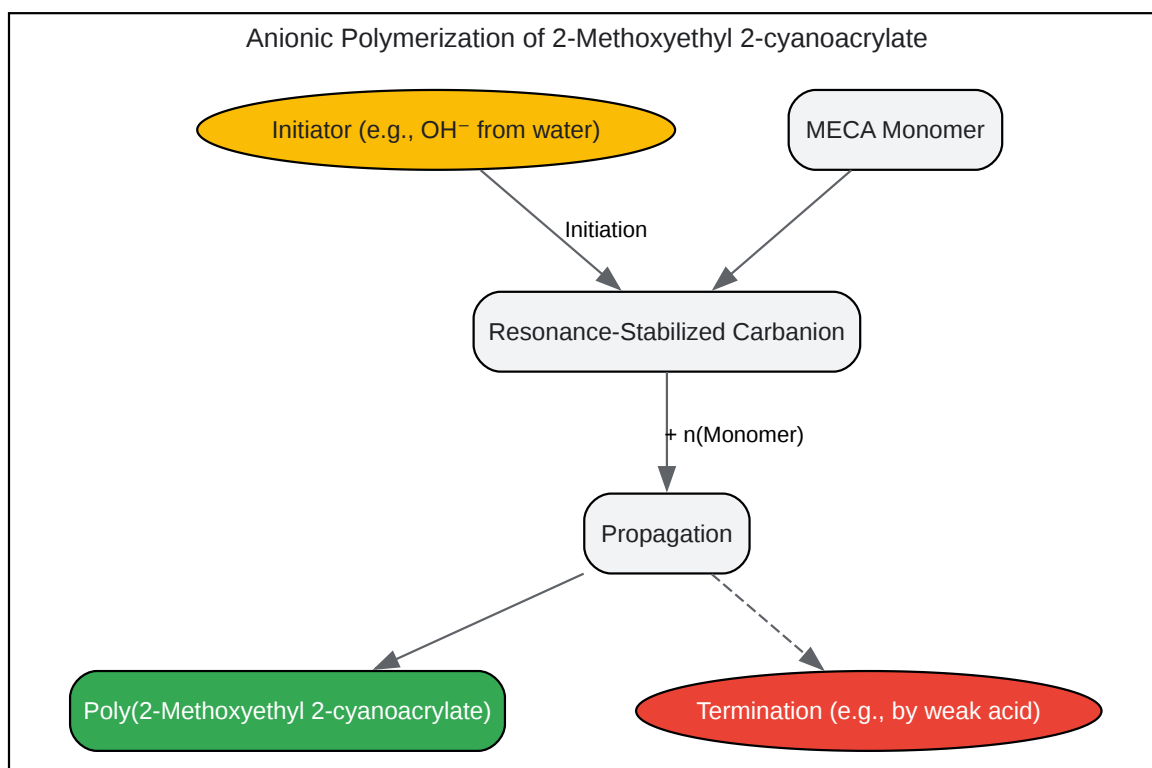 Anionic Polymerization of 2-Methoxyethyl 2-cyanoacrylate
Initiator (e.g., OH⁻ from water)
MECA Monomer
Initiation
Resonance-Stabilized Carbanion
+ n(Monomer)
Propagation
Poly(2-Methoxyethyl 2-cyanoacrylate)
Termination (e.g., by weak acid)